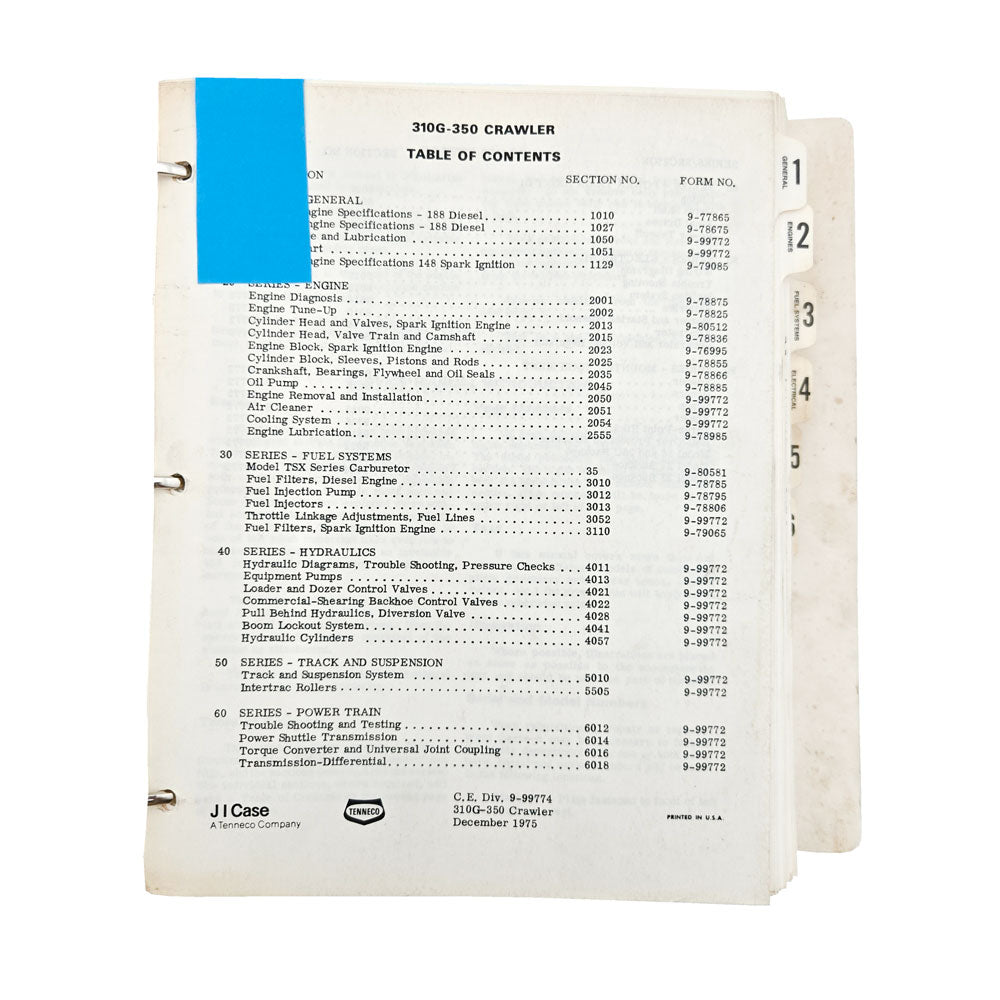 310G-350 CRAWLER
TABLE OF CONTENTS
ON SECTION NO. FORM NO.
GENERAL
gine Specifications - 188 Diesel . . . . . . . . . . . . . . 1010 9-77865
ngine Specifications - 188 Diesel . . . . . . . . . . . . . 1027 9-78675
e and Lubrication . . . . . . . . . . . . . . . . . . . . . . . . . 1050 9-99772
art . . . . . . . . . . . . . . . . . . . . . . . . . . . . . . . . . . . . 1051 9-99772
ngine Specifications 148 Spark Ignition . . . . . . . . 1129 9-79085
SERIES - ENGINE
Engine Diagnosis . . . . . . . . . . . . . . . . . . . . . . . . . 2001 9-78875
Engine Tune-Up . . . . . . . . . . . . . . . . . . . . . . . . . . 2002 9-78825
Cylinder Head and Valves, Spark Ignition Engine . . . . . . . . 2013 9-80512
Cylinder Head, Valve Train and Camshaft . . . . . . . . . . . 2015 9-78836
Engine Block, Spark Ignition Engine . . . . . . . . . . . . . . 2023 9-76995
Cylinder Block, Sleeves, Pistons and Rods . . . . . . . . . . . 2025 9-78855
Crankshaft, Bearings, Flywheel and Oil Seals . . . . . . . . . 2035 9-78866
Oil Pump . . . . . . . . . . . . . . . . . . . . . . . . . . . . . 2045 9-78885
Engine Removal and Installation . . . . . . . . . . . . . . . . 2050 9-99772
Air Cleaner . . . . . . . . . . . . . . . . . . . . . . . . . . . 2051 9-99772
Cooling System . . . . . . . . . . . . . . . . . . . . . . . . . 2054 9-99772
Engine Lubrication . . . . . . . . . . . . . . . . . . . . . . . 2555 9-78985
30 SERIES - FUEL SYSTEMS
Model TSX Series Carburetor . . . . . . . . . . . . . . . . . 35 9-80581
Fuel Filters, Diesel Engine . . . . . . . . . . . . . . . . . . 3010 9-78785
Fuel Injection Pump . . . . . . . . . . . . . . . . . . . . . . 3012 9-78795
Fuel Injectors . . . . . . . . . . . . . . . . . . . . . . . . . 3013 9-78806
Throttle Linkage Adjustments, Fuel Lines . . . . . . . . . . . 3052 9-99772
Fuel Filters, Spark Ignition Engine . . . . . . . . . . . . . . 3110 9-79065
40 SERIES - HYDRAULICS
Hydraulic Diagrams, Trouble Shooting, Pressure Checks . . . 4011 9-99772
Equipment Pumps . . . . . . . . . . . . . . . . . . . . . . . 4013 9-99772
Loader and Dozer Control Valves . . . . . . . . . . . . . . . 4021 9-99772
Commercial-Shearing Backhoe Control Valves . . . . . . . . 4022 9-99772
Pull Behind Hydraulics, Diversion Valve . . . . . . . . . . . 4028 9-99772
Boom Lockout System . . . . . . . . . . . . . . . . . . . . . 4041 9-99772
Hydraulic Cylinders . . . . . . . . . . . . . . . . . . . . . . 4057 9-99772
50 SERIES - TRACK AND SUSPENSION
Track and Suspension System . . . . . . . . . . . . . . . . . 5010 9-99772
Intertrac Rollers . . . . . . . . . . . . . . . . . . . . . . . . 5505 9-99772
60 SERIES - POWER TRAIN
Trouble Shooting and Testing . . . . . . . . . . . . . . . . . 6012 9-99772
Power Shuttle Transmission . . . . . . . . . . . . . . . . . . 6014 9-99772
Torque Converter and Universal Joint Coupling . . . . . . . . 6016 9-99772
Transmission-Differential . . . . . . . . . . . . . . . . . . . 6018 9-99772
J I Case
A Tenneco Company
TENNECO
C.E. Div. 9-99774
310G-350 Crawler
December 1975
PRINTED IN U.S.A.
1 GENERAL
2 ENGINES
3 FUEL SYSTEMS
4 ELECTRICAL
5